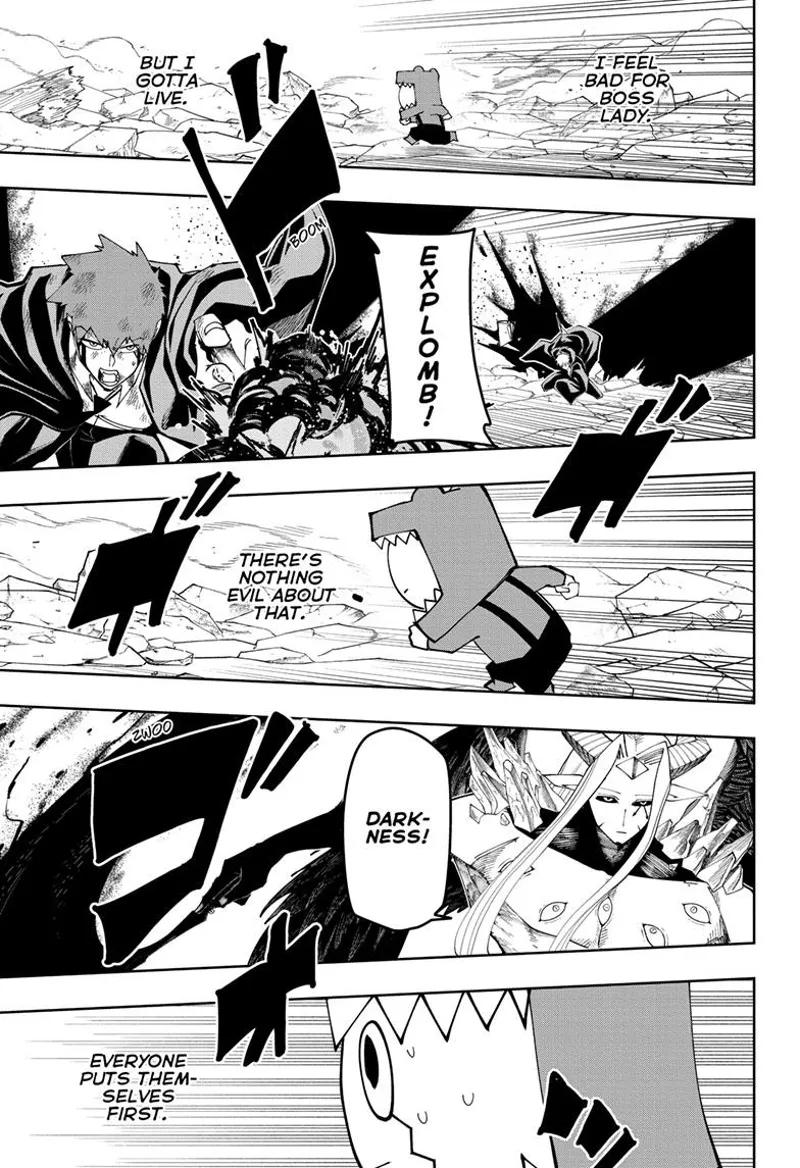 I FEEL
BAD FOR
BOSS
LADY.
BUT I
GOTTA
LIVE.
EXPLOMB!
BOOM
THERE'S
NOTHING
EVIL ABOUT
THAT.
DARK-
NESS!
ZWOO
EVERYONE
PUTS THEM-
SELVES
FIRST.